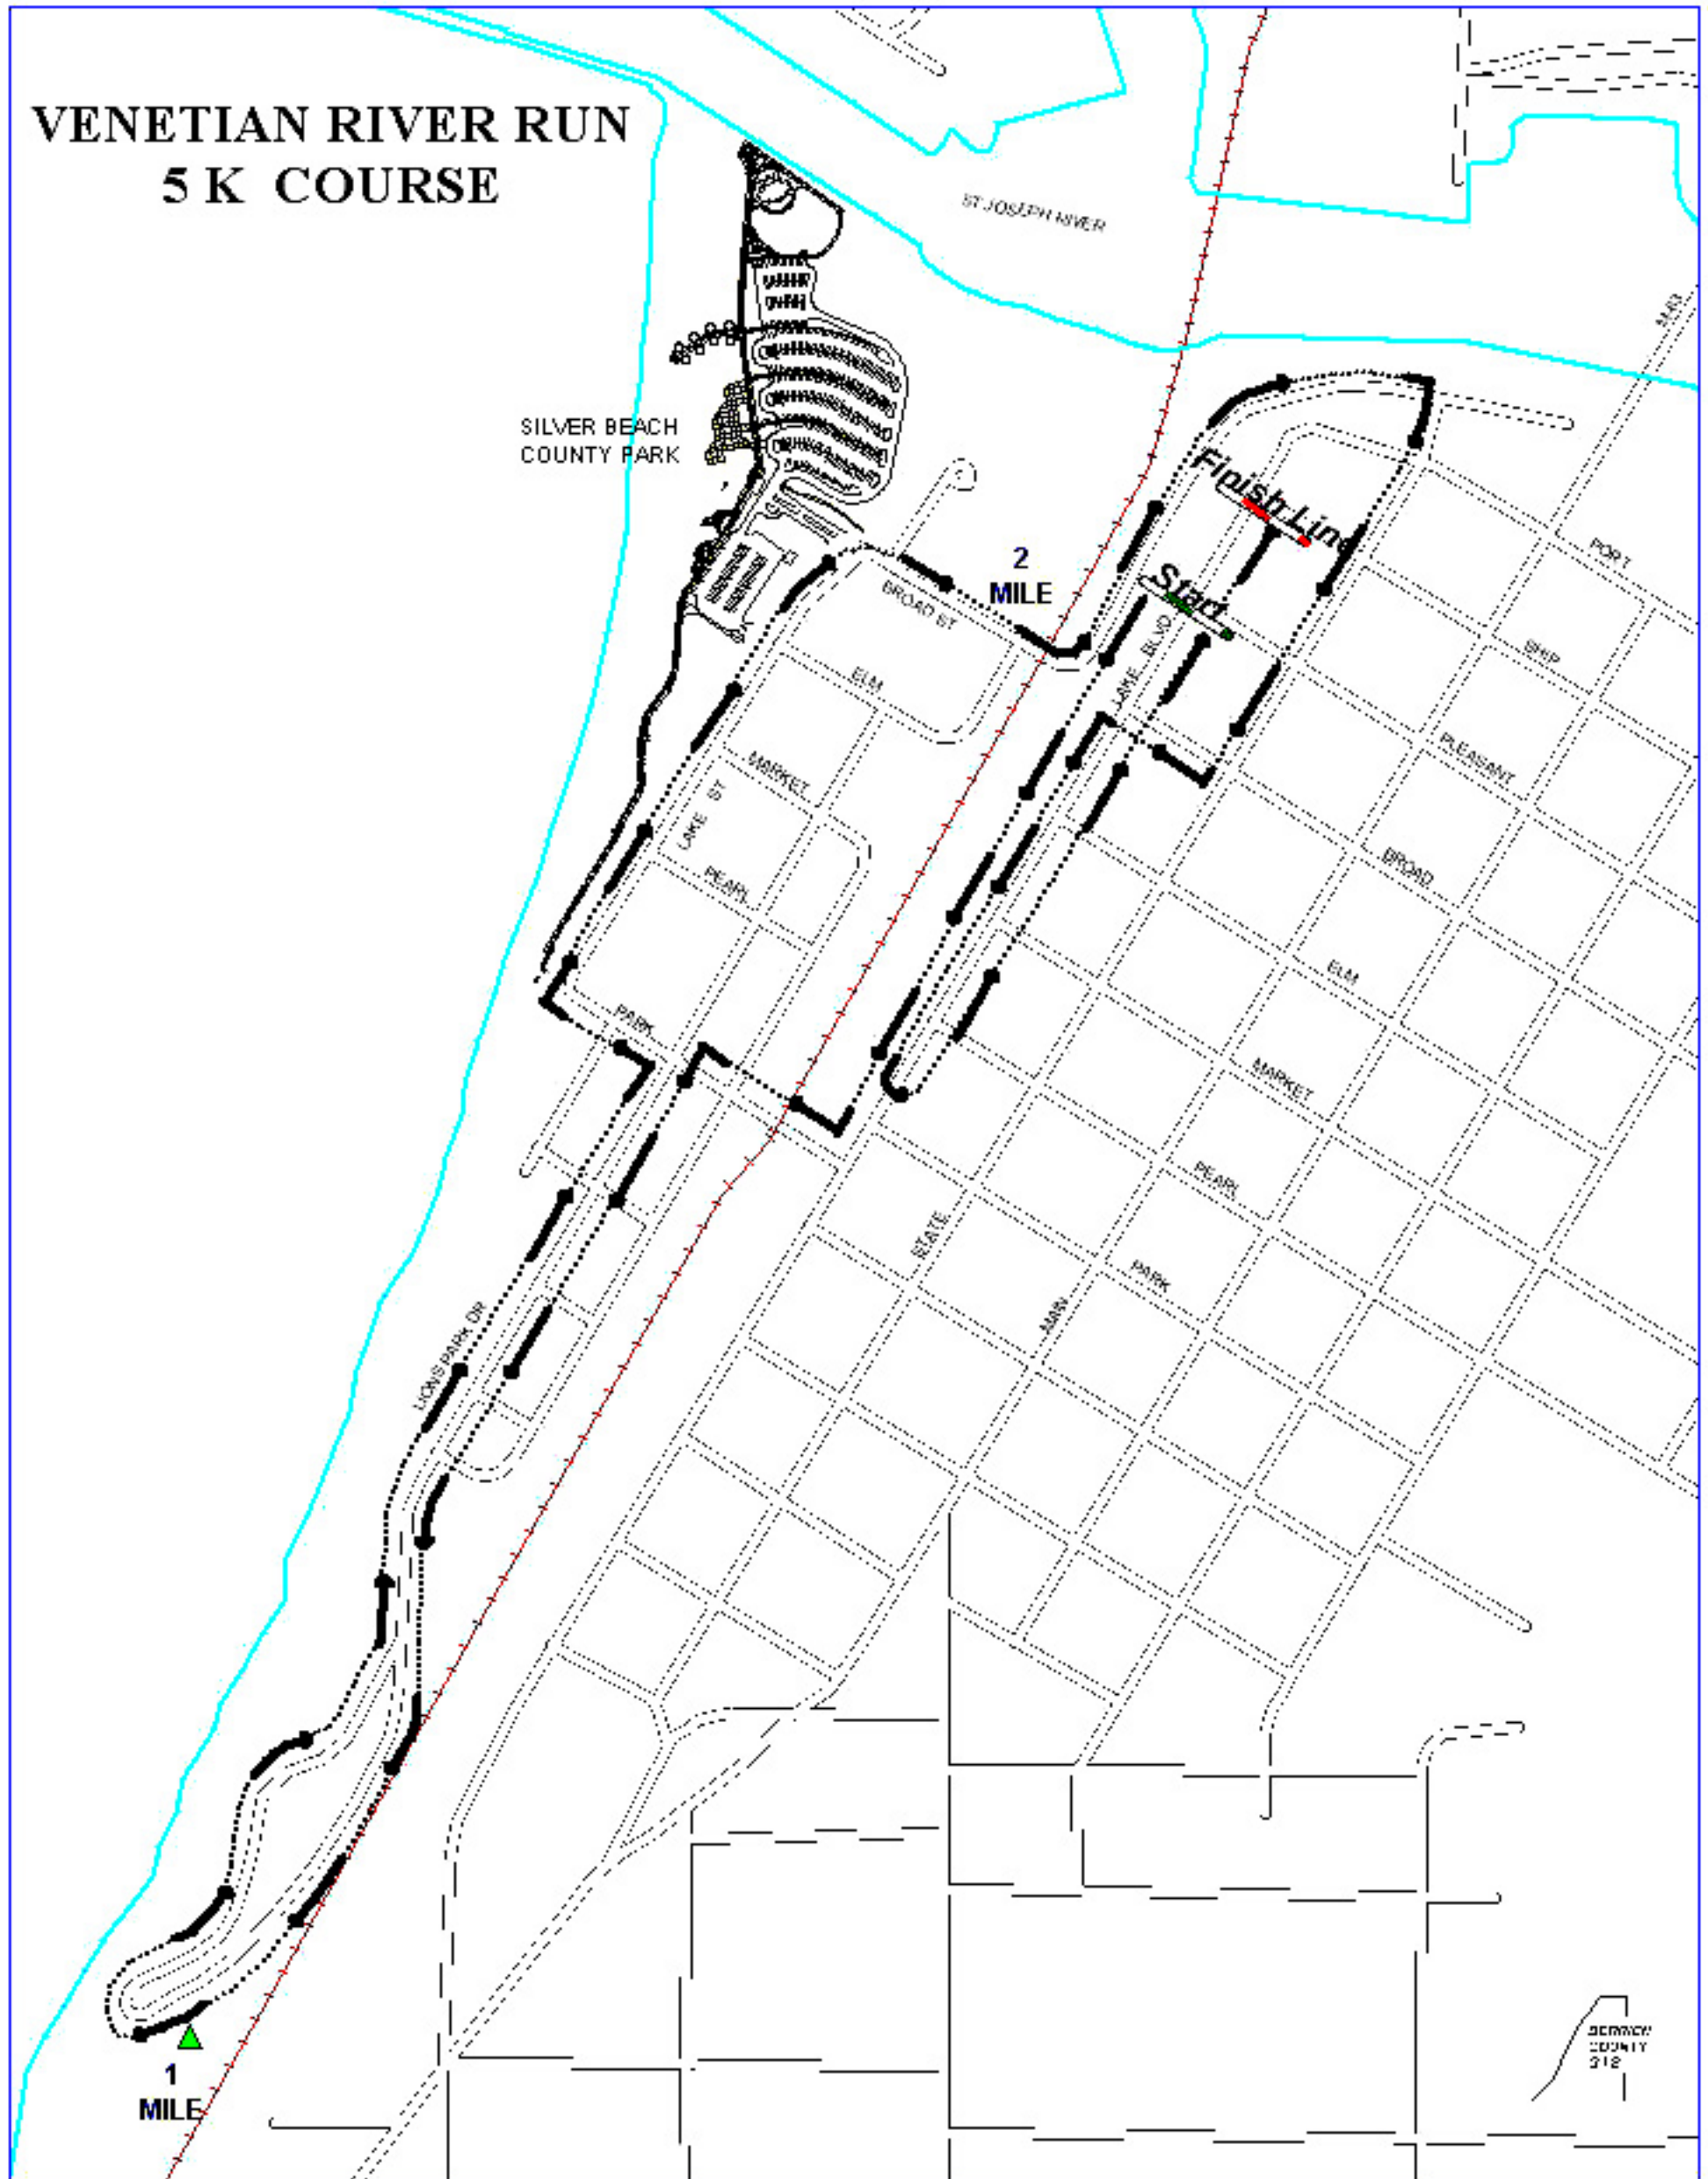 VENETIAN RIVER RUN
5 K COURSE
ST JOSEPH RIVER
M-63
SILVER BEACH
COUNTY PARK
Finish Line
PORT
2
MILE
Start
BROAD ST
LAKE BLVD
SHIP
ELM
PLEASANT
MARKET
LAKE ST
BROAD
PEARL
ELM
PARK
MARKET
PEARL
STATE
PARK
MAIN
LIONS PARK DR
BERRIEN
COUNTY
1
MILE